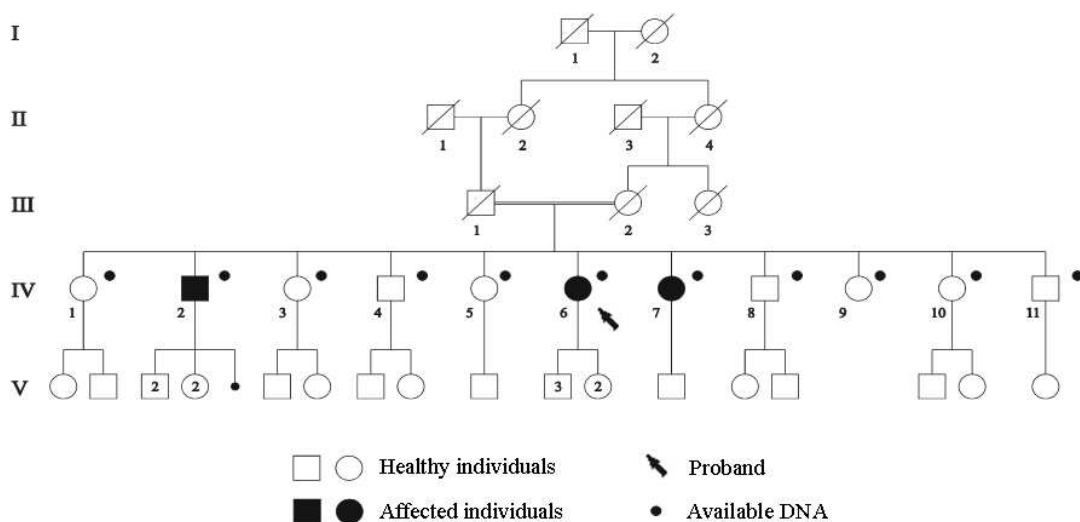 I
1 2
II
1 2 3 4
III
1 2 3
IV
1 2 3 4 5 6 7 8 9 10 11
V
2 2 3 2
Healthy individuals Proband
Affected individuals Available DNA